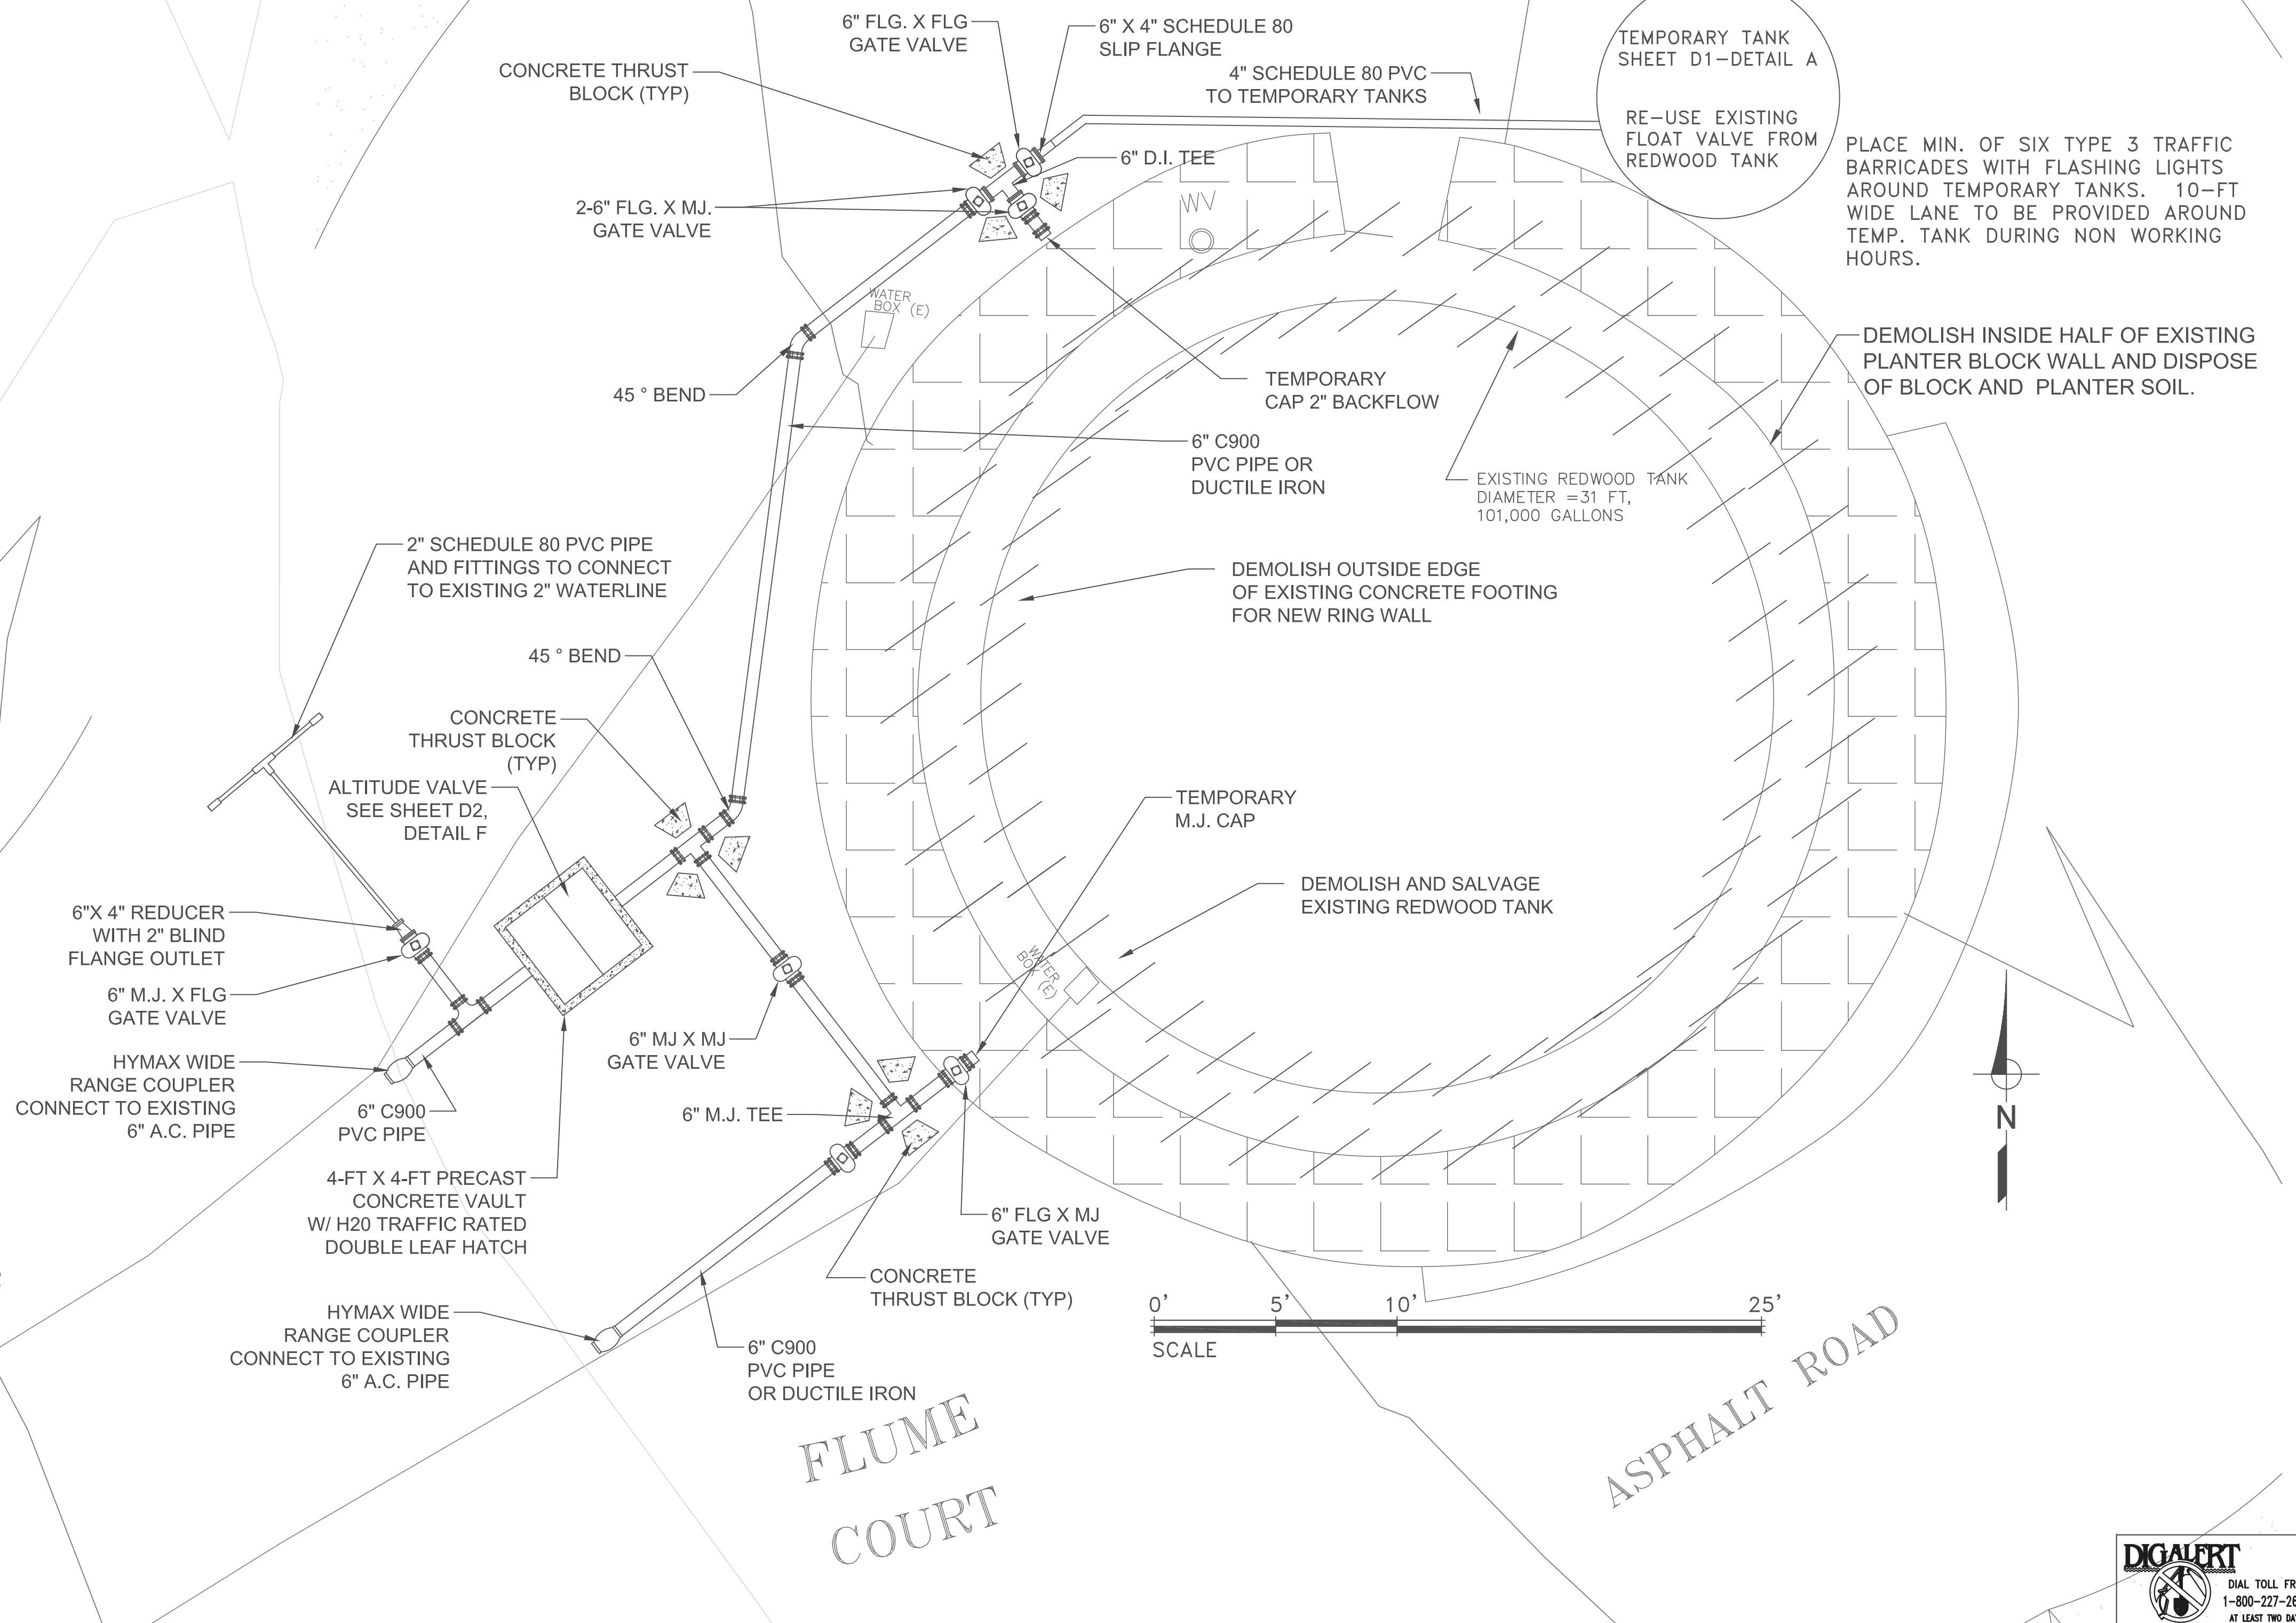 6" FLG. X FLG
GATE VALVE
6" X 4" SCHEDULE 80
SLIP FLANGE
CONCRETE THRUST
BLOCK (TYP)
4" SCHEDULE 80 PVC
TO TEMPORARY TANKS
TEMPORARY TANK
SHEET D1-DETAIL A
RE-USE EXISTING
FLOAT VALVE FROM
REDWOOD TANK
PLACE MIN. OF SIX TYPE 3 TRAFFIC
BARRICADES WITH FLASHING LIGHTS
AROUND TEMPORARY TANKS. 10-FT
WIDE LANE TO BE PROVIDED AROUND
TEMP. TANK DURING NON WORKING
HOURS.
6" D.I. TEE
2-6" FLG. X MJ.
GATE VALVE
WV
WATER
BOX (E)
DEMOLISH INSIDE HALF OF EXISTING
PLANTER BLOCK WALL AND DISPOSE
OF BLOCK AND PLANTER SOIL.
45 ° BEND
TEMPORARY
CAP 2" BACKFLOW
6" C900
PVC PIPE OR
DUCTILE IRON
EXISTING REDWOOD TANK
DIAMETER =31 FT,
101,000 GALLONS
2" SCHEDULE 80 PVC PIPE
AND FITTINGS TO CONNECT
TO EXISTING 2" WATERLINE
DEMOLISH OUTSIDE EDGE
OF EXISTING CONCRETE FOOTING
FOR NEW RING WALL
45 ° BEND
CONCRETE
THRUST BLOCK
(TYP)
ALTITUDE VALVE
SEE SHEET D2,
DETAIL F
TEMPORARY
M.J. CAP
DEMOLISH AND SALVAGE
EXISTING REDWOOD TANK
6"X 4" REDUCER
WITH 2" BLIND
FLANGE OUTLET
WATER
BOX (E)
6" M.J. X FLG
GATE VALVE
6" MJ X MJ
GATE VALVE
HYMAX WIDE
RANGE COUPLER
CONNECT TO EXISTING
6" A.C. PIPE
6" C900
PVC PIPE
6" M.J. TEE
N
4-FT X 4-FT PRECAST
CONCRETE VAULT
W/ H20 TRAFFIC RATED
DOUBLE LEAF HATCH
6" FLG X MJ
GATE VALVE
CONCRETE
THRUST BLOCK (TYP)
0' 5' 10' 25'
SCALE
HYMAX WIDE
RANGE COUPLER
CONNECT TO EXISTING
6" A.C. PIPE
6" C900
PVC PIPE
OR DUCTILE IRON
FLUME
COURT
ASPHALT ROAD
DIGALERT
DIAL TOLL
1-800-227-
AT LEAST TWO